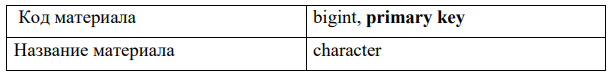 Код материала bigint, primary key
Название материала character